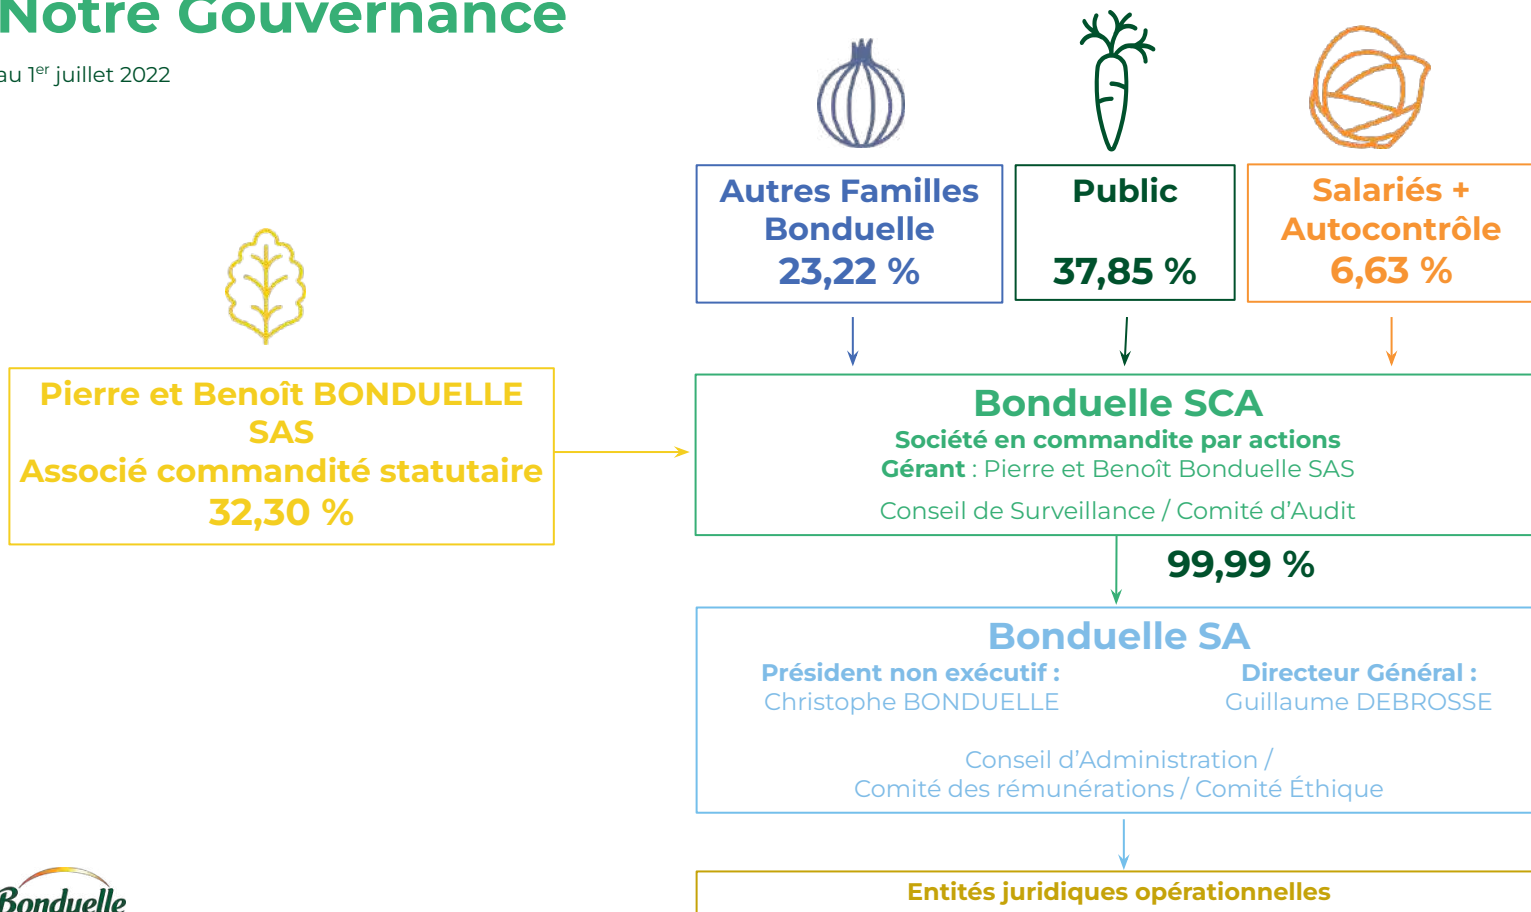 Notre Gouvernance
au 1er juillet 2022
Autres Familles
Bonduelle
23,22 %
Public
37,85 %
Salariés +
Autocontrôle
6,63 %
Pierre et Benoît BONDUELLE
SAS
Associé commandité statutaire
32,30 %
Bonduelle SCA
Société en commandite par actions
Gérant : Pierre et Benoît Bonduelle SAS
Conseil de Surveillance / Comité d’Audit
99,99 %
Bonduelle SA
Président non exécutif :
Christophe BONDUELLE
Directeur Général :
Guillaume DEBROSSE
Conseil d’Administration /
Comité des rémunérations / Comité Éthique
Entités juridiques opérationnelles
Bonduelle